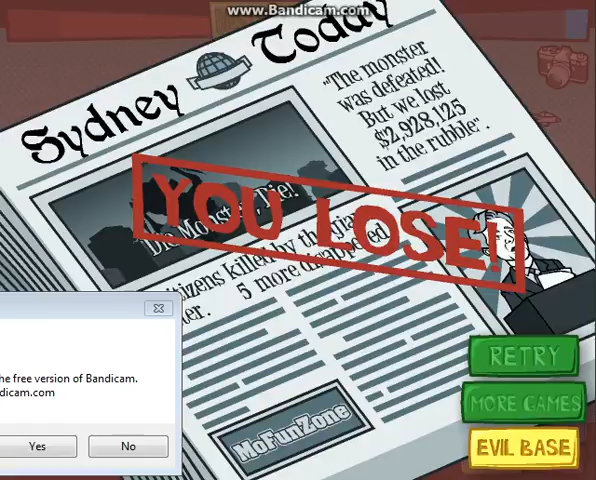 www.Bandicam.com
Sydney Today
"The monster
was defeated!
But we lost
$2,928,125
in the rubble".
"Die Monster, Die!
YOU LOSE!
citizens killed by the giant
5 more disappeared
he free version of Bandicam.
dicam.com
Yes
No
MoFunZone
RETRY
MORE GAMES
EVIL BASE